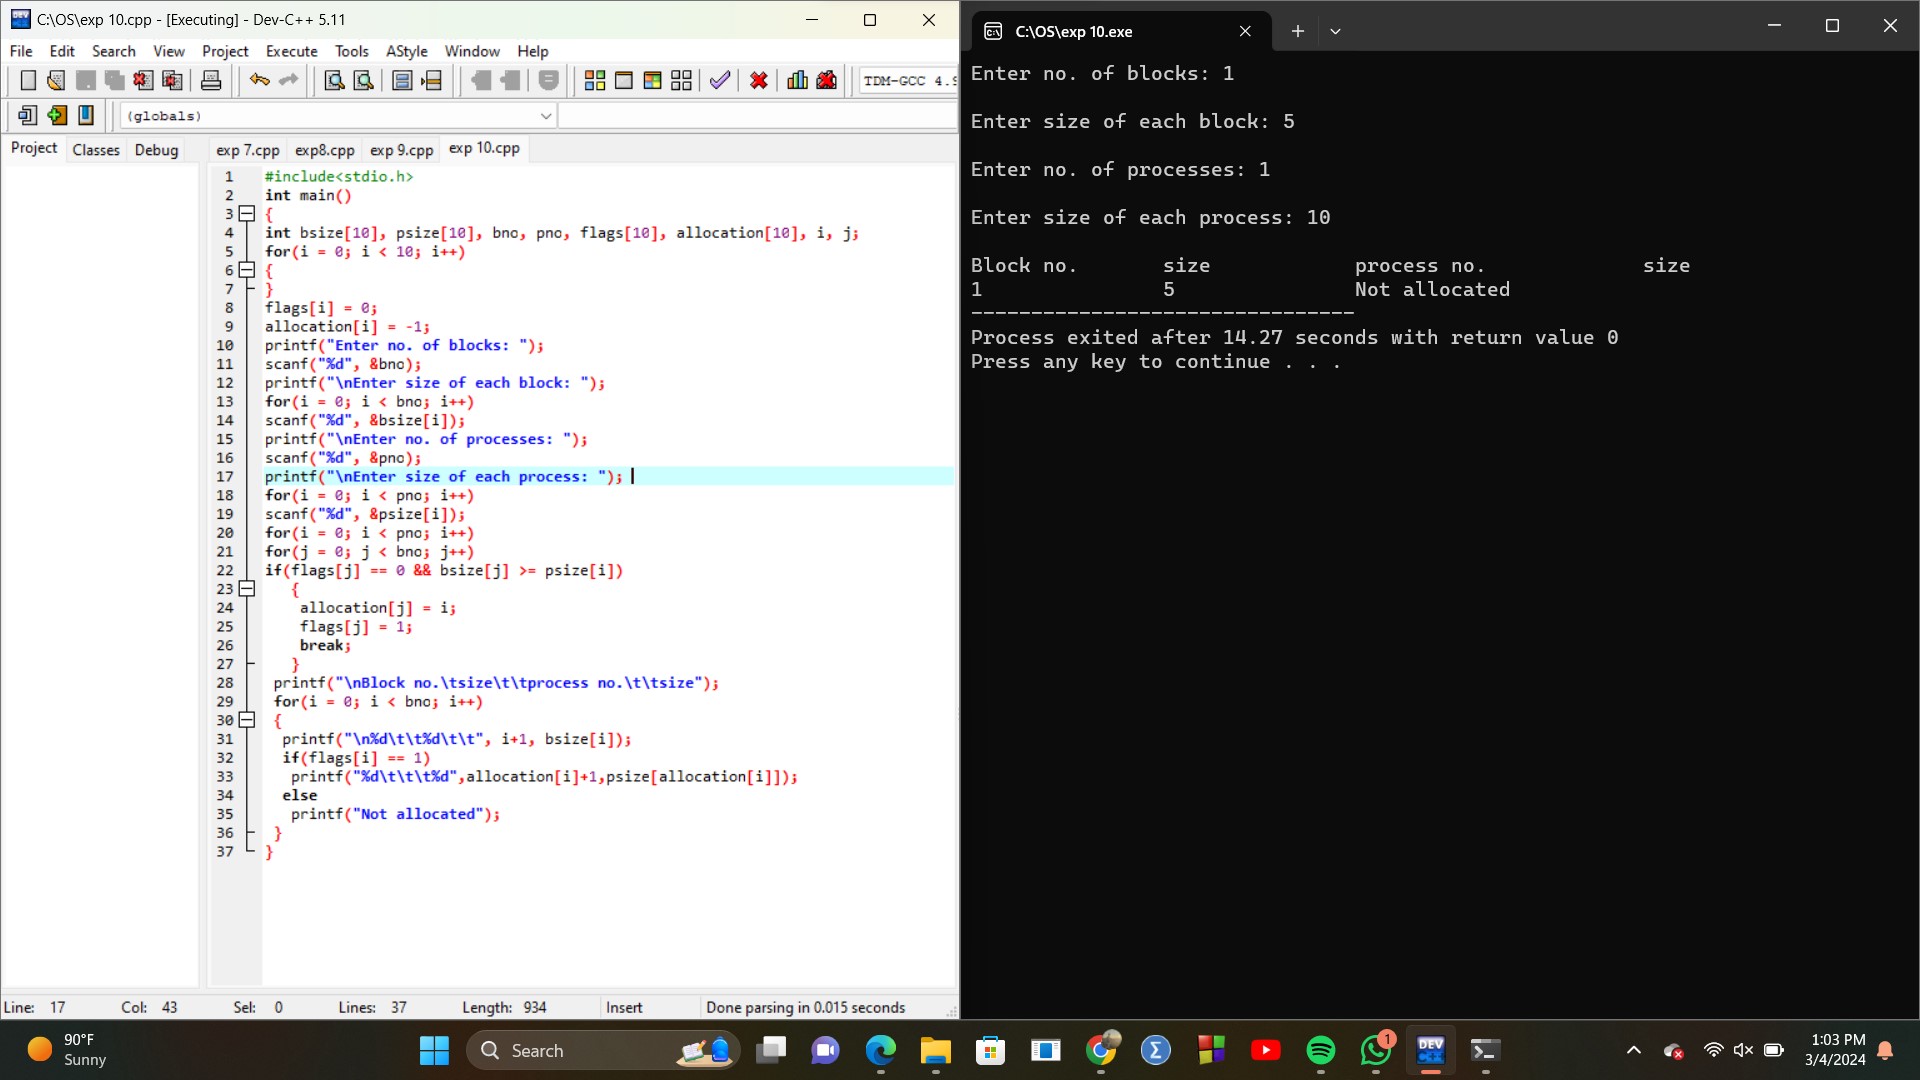 C:\OS\exp 10.cpp - [Executing] - Dev-C++ 5.11
File Edit Search View Project Execute Tools AStyle Window Help
TDM-GCC 4.9
(globals)
Project Classes Debug
exp 7.cpp exp8.cpp exp 9.cpp exp 10.cpp
1 #include<stdio.h>
2 int main()
3 {
4 int bsize[10], psize[10], bno, pno, flags[10], allocation[10], i, j;
5 for(i = 0; i < 10; i++)
6 {
7 }
8 flags[i] = 0;
9 allocation[i] = -1;
10 printf("Enter no. of blocks: ");
11 scanf("%d", &bno);
12 printf("\nEnter size of each block: ");
13 for(i = 0; i < bno; i++)
14 scanf("%d", &bsize[i]);
15 printf("\nEnter no. of processes: ");
16 scanf("%d", &pno);
17 printf("\nEnter size of each process: ");
18 for(i = 0; i < pno; i++)
19 scanf("%d", &psize[i]);
20 for(i = 0; i < pno; i++)
21 for(j = 0; j < bno; j++)
22 if(flags[j] == 0 && bsize[j] >= psize[i])
23 {
24 allocation[j] = i;
25 flags[j] = 1;
26 break;
27 }
28 printf("\nBlock no.\tsize\t\tprocess no.\t\tsize");
29 for(i = 0; i < bno; i++)
30 {
31 printf("\n%d\t\t%d\t\t", i+1, bsize[i]);
32 if(flags[i] == 1)
33 printf("%d\t\t\t%d",allocation[i]+1,psize[allocation[i]]);
34 else
35 printf("Not allocated");
36 }
37 }
Line: 17 Col: 43 Sel: 0 Lines: 37 Length: 934 Insert Done parsing in 0.015 seconds
C:\OS\exp 10.exe
Enter no. of blocks: 1
Enter size of each block: 5
Enter no. of processes: 1
Enter size of each process: 10
Block no. size process no. size
1 5 Not allocated
--------------------------------
Process exited after 14.27 seconds with return value 0
Press any key to continue . . .
90°F
Sunny
Search
1
DEV
C++
1:03 PM
3/4/2024